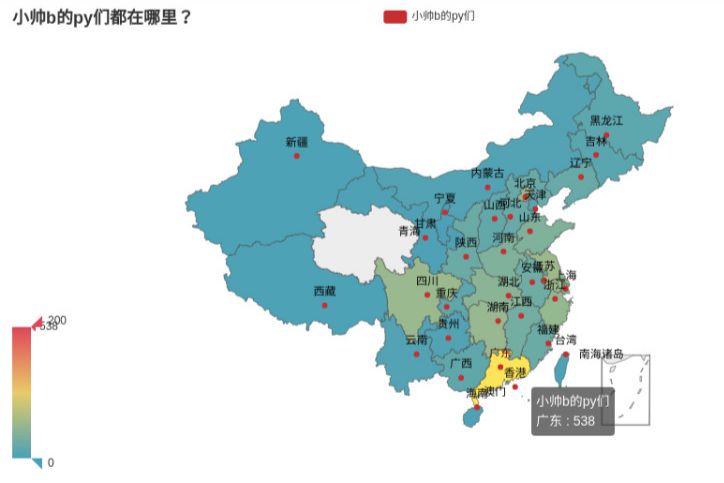 小帅b的py们都在哪里？
小帅b的py们
黑龙江
吉林
新疆
辽宁
内蒙古
北京
天津
宁夏
山西
河北
甘肃
青海
山东
陕西
河南
安徽
江苏
上海
四川
湖北
浙江
西藏
重庆
湖南
江西
贵州
福建
云南
台湾
广东
南海诸岛
广西
香港
海南
澳门
小帅b的py们
广东 : 538
200
538
0